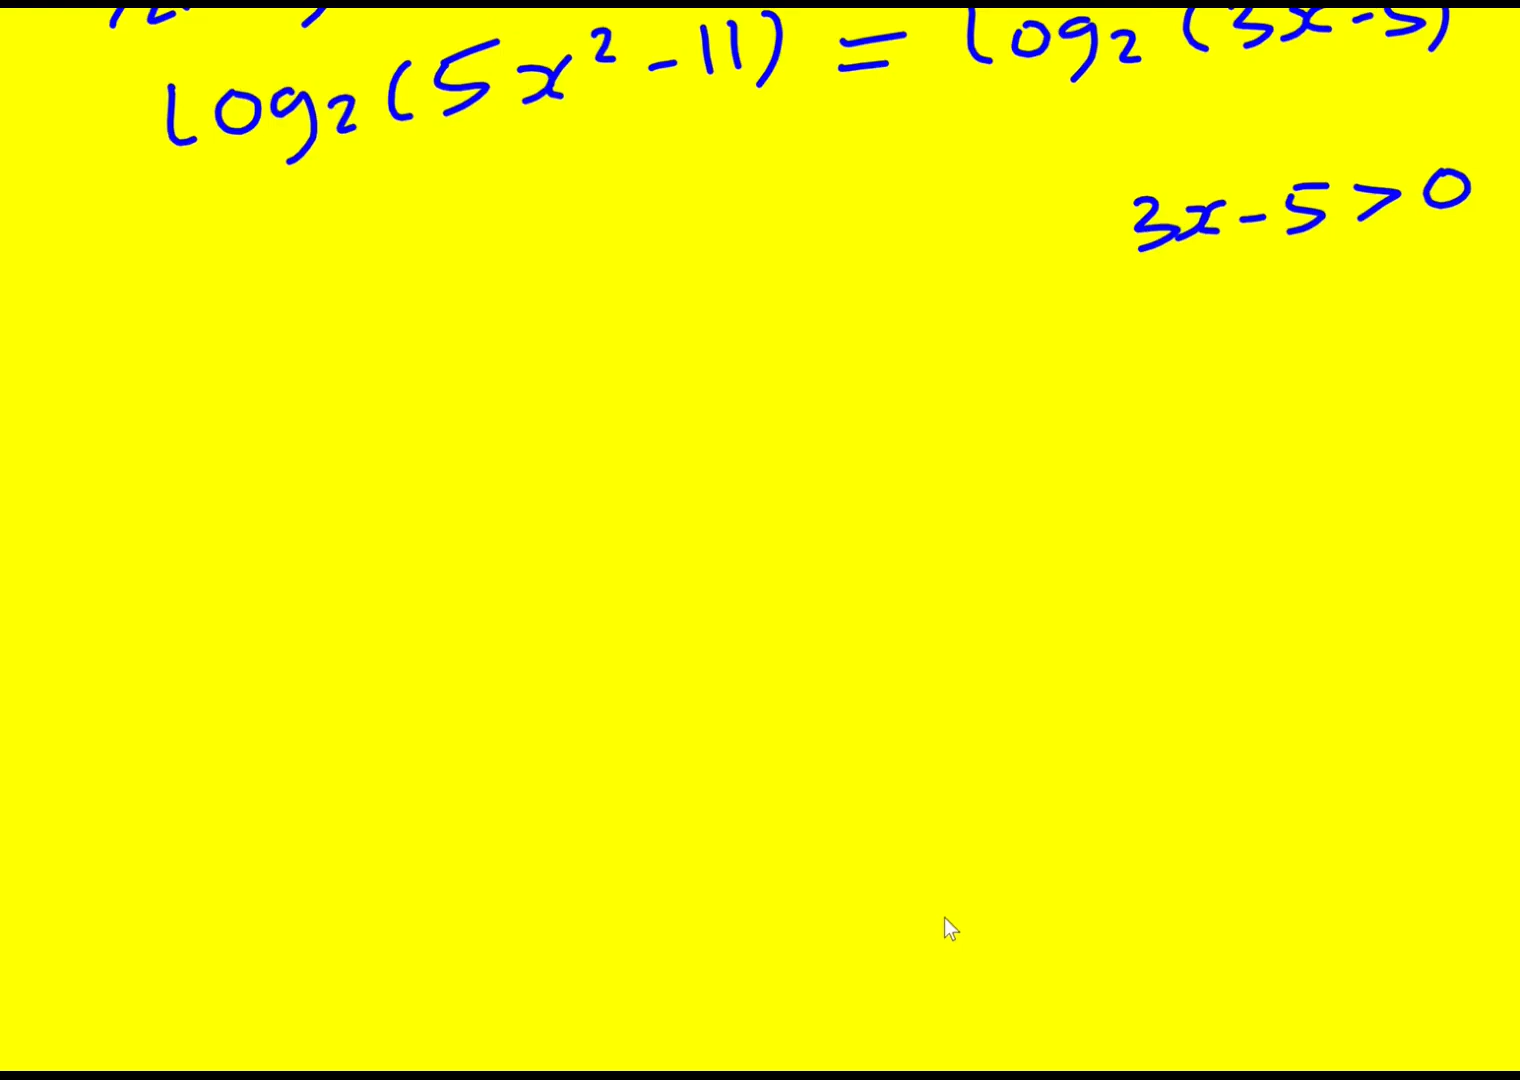 log₂(5x² - 11) = log₂(3x - 5)
3x - 5 > 0